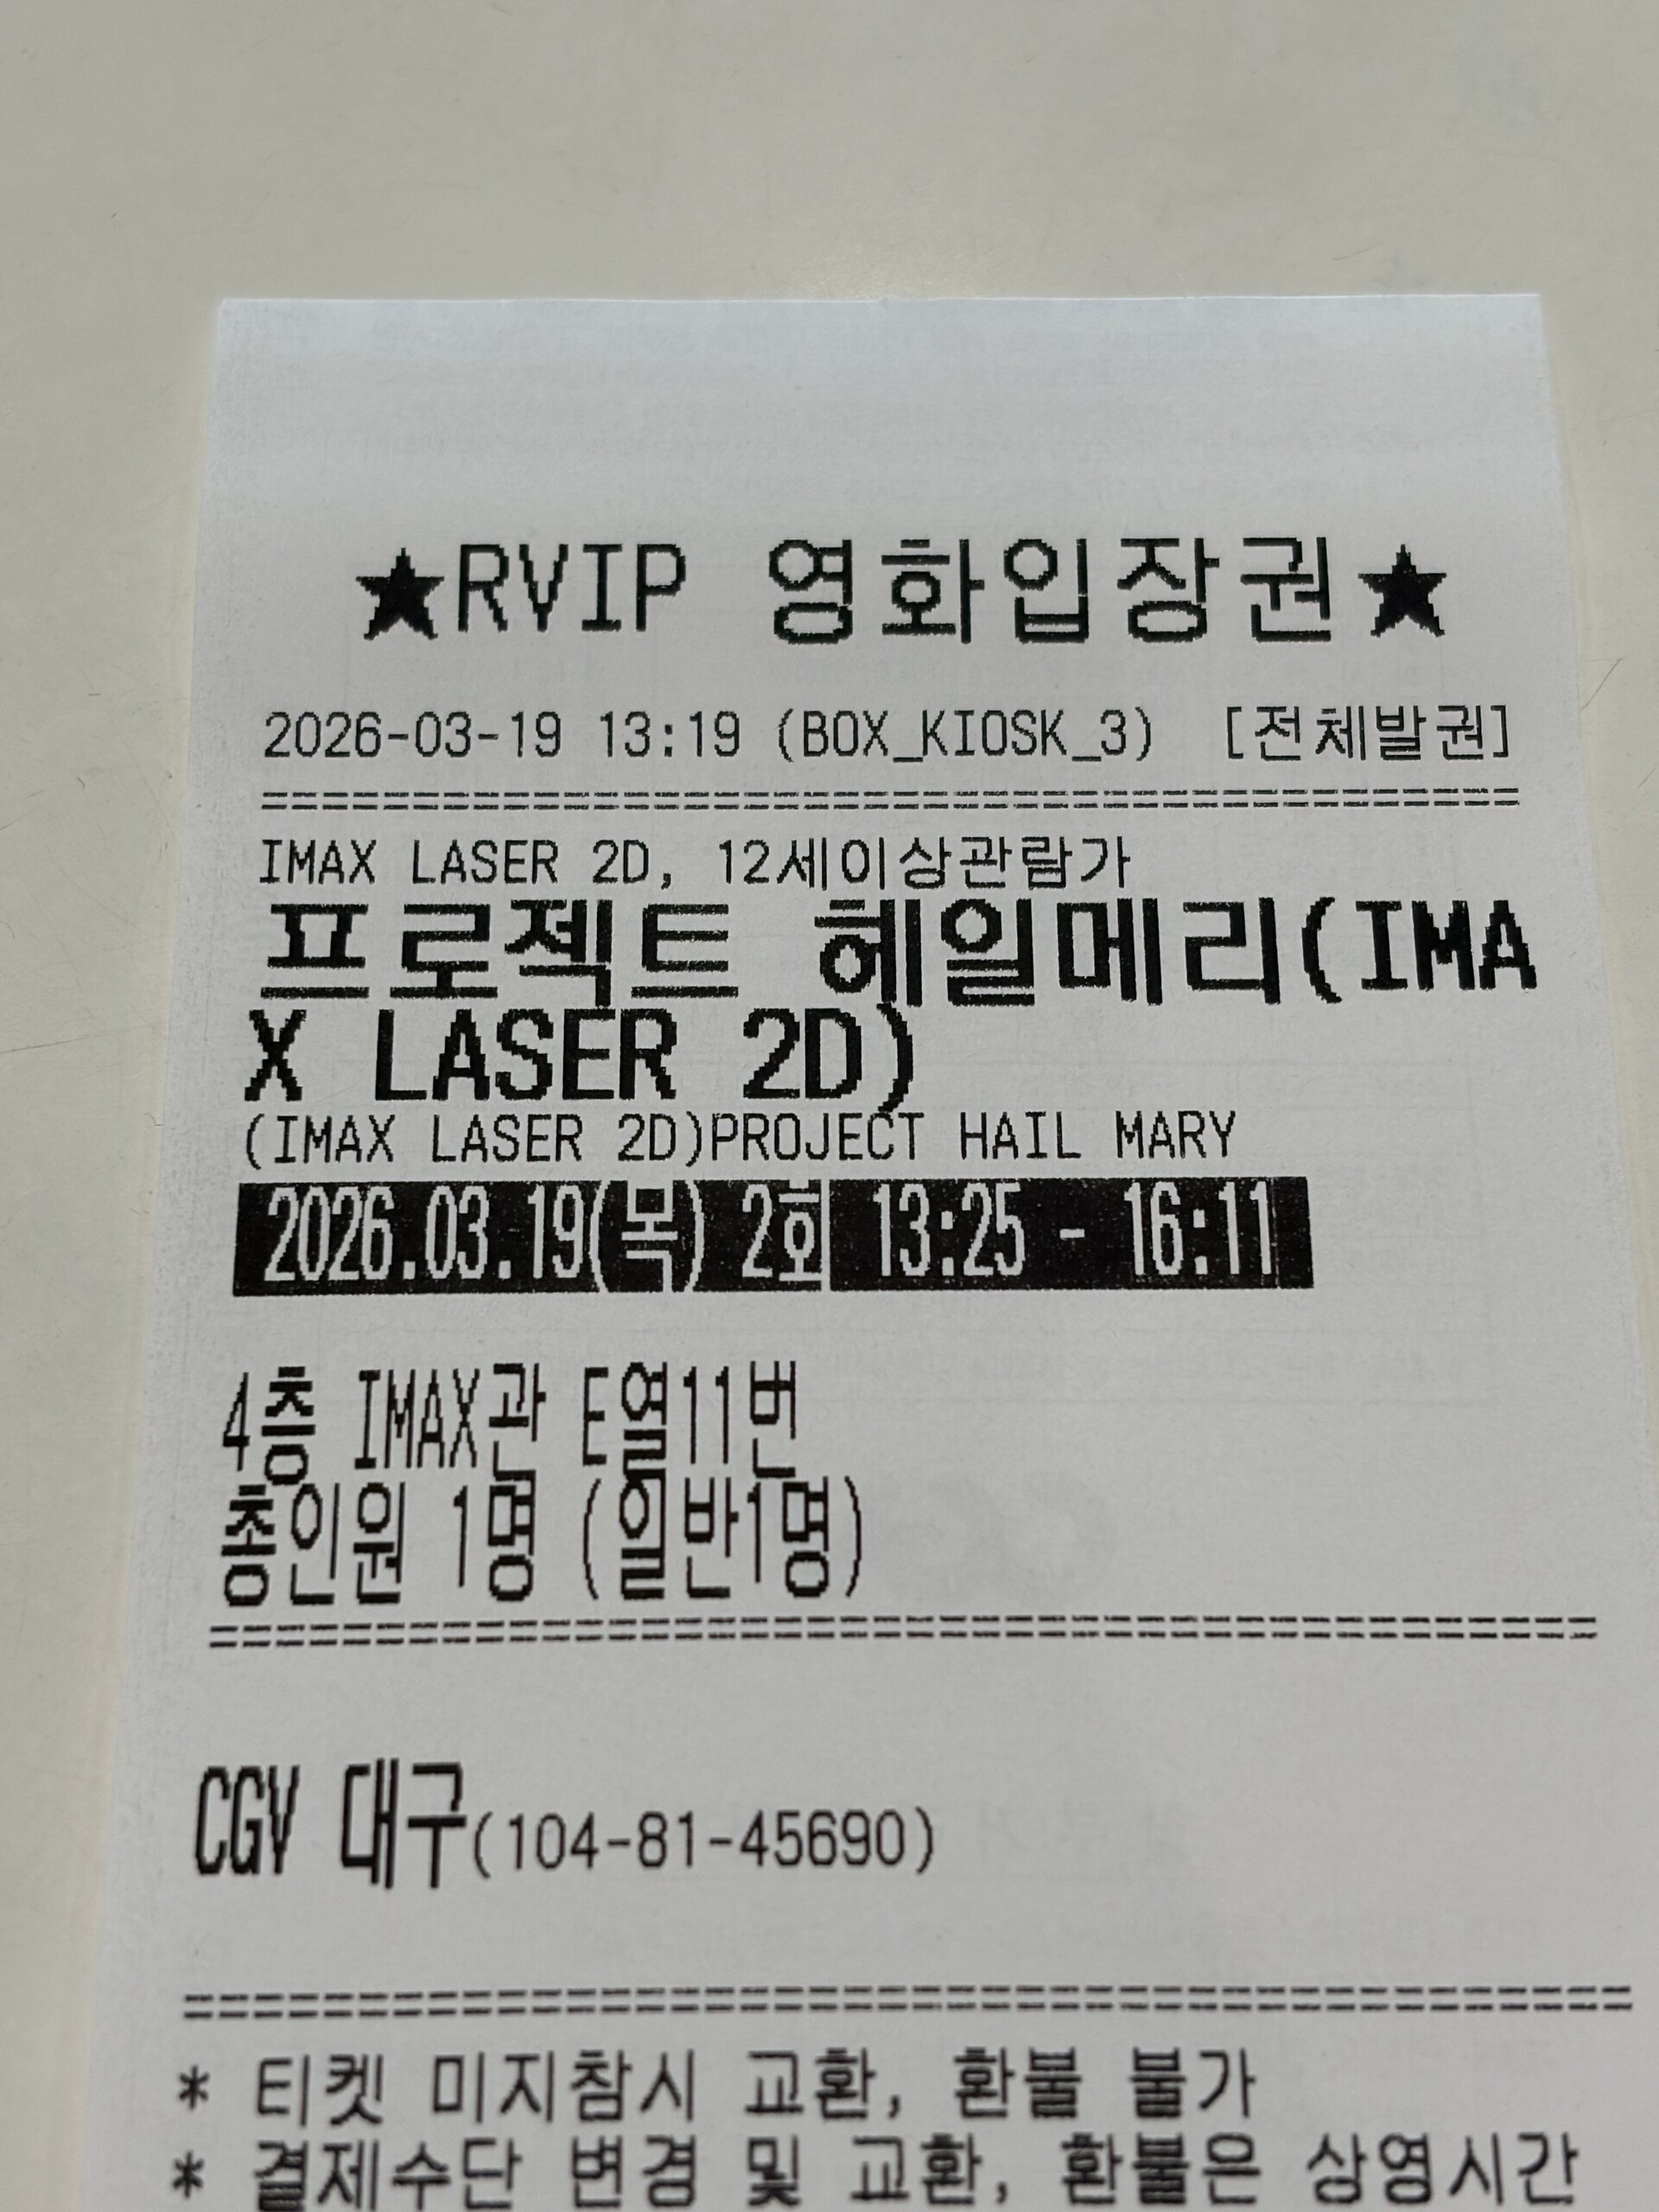 ★RVIP 영화입장권★
2026-03-19 13:19 (BOX_KIOSK_3) [전체발권]
========================================
IMAX LASER 2D, 12세이상관람가
프로젝트 헤일메리(IMA
X LASER 2D)
(IMAX LASER 2D)PROJECT HAIL MARY
2026.03.19(목) 2회 13:25 - 16:11
4층 IMAX관 E열11번
총인원 1명 (일반1명)
========================================
CGV 대구(104-81-45690)
========================================
* 티켓 미지참시 교환, 환불 불가
* 결제수단 변경 및 교환, 환불은 상영시간